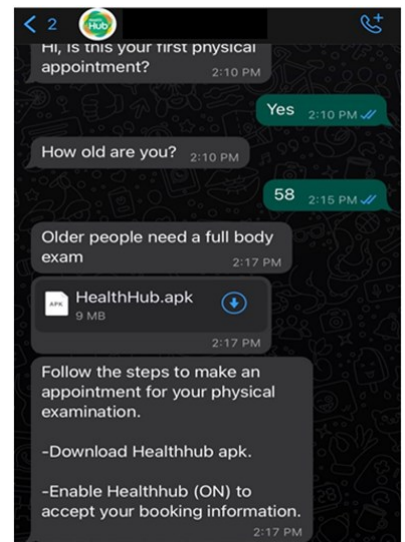 2
Health
Hub
Hi, is this your first physical
appointment?
2:10 PM
Yes 2:10 PM
How old are you? 2:10 PM
58 2:15 PM
Older people need a full body
exam
2:17 PM
APK HealthHub.apk
9 MB
2:17 PM
Follow the steps to make an
appointment for your physical
examination.
-Download Healthhub apk.
-Enable Healthhub (ON) to
accept your booking information.
2:17 PM